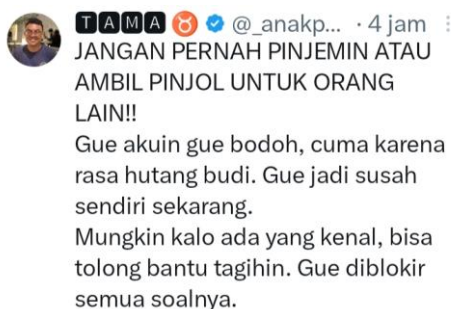 TAMA ♉ @_anakp... · 4 jam
JANGAN PERNAH PINJEMIN ATAU
AMBIL PINJOL UNTUK ORANG
LAIN!!
Gue akuin gue bodoh, cuma karena
rasa hutang budi. Gue jadi susah
sendiri sekarang.
Mungkin kalo ada yang kenal, bisa
tolong bantu tagihin. Gue diblokir
semua soalnya.